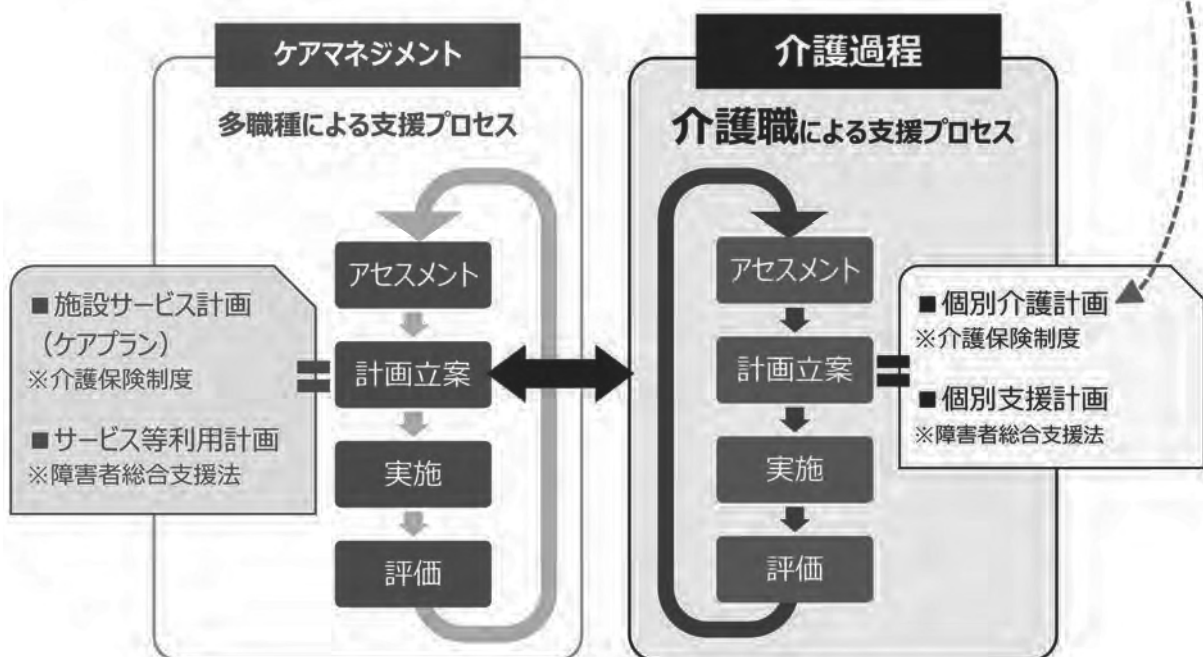 ケアマネジメント
多職種による支援プロセス
アセスメント
計画立案
実施
評価
■施設サービス計画
（ケアプラン）
※介護保険制度
■サービス等利用計画
※障害者総合支援法
介護過程
介護職による支援プロセス
アセスメント
計画立案
実施
評価
■個別介護計画
※介護保険制度
■個別支援計画
※障害者総合支援法